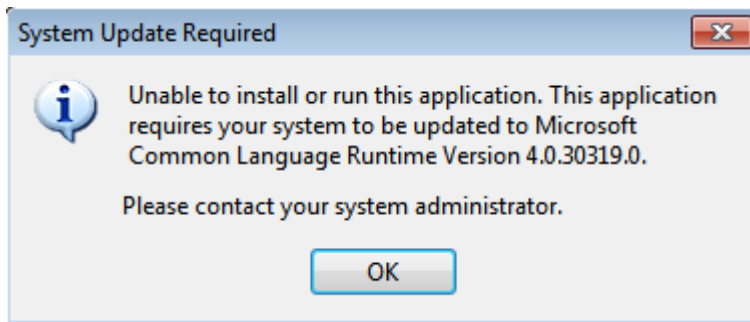 System Update Required
Unable to install or run this application. This application
requires your system to be updated to Microsoft
Common Language Runtime Version 4.0.30319.0.
Please contact your system administrator.
OK